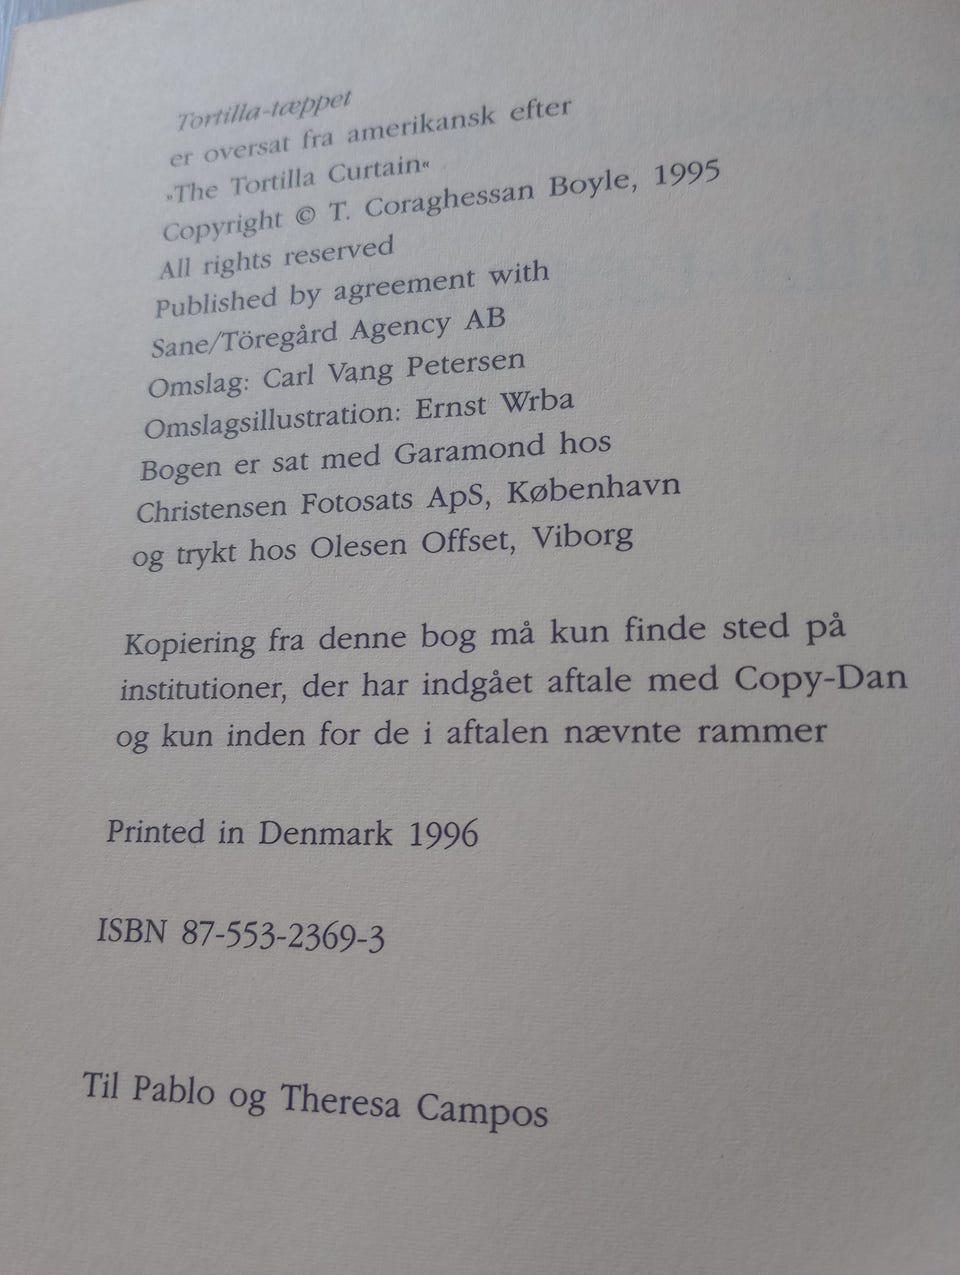 Tortilla-tæppet
er oversat fra amerikansk efter
»The Tortilla Curtain«
Copyright © T. Coraghessan Boyle, 1995
All rights reserved
Published by agreement with
Sane/Töregård Agency AB
Omslag: Carl Vang Petersen
Omslagsillustration: Ernst Wrba
Bogen er sat med Garamond hos
Christensen Fotosats ApS, København
og trykt hos Olesen Offset, Viborg
Kopiering fra denne bog må kun finde sted på
institutioner, der har indgået aftale med Copy-Dan
og kun inden for de i aftalen nævnte rammer
Printed in Denmark 1996
ISBN 87-553-2369-3
Til Pablo og Theresa Campos